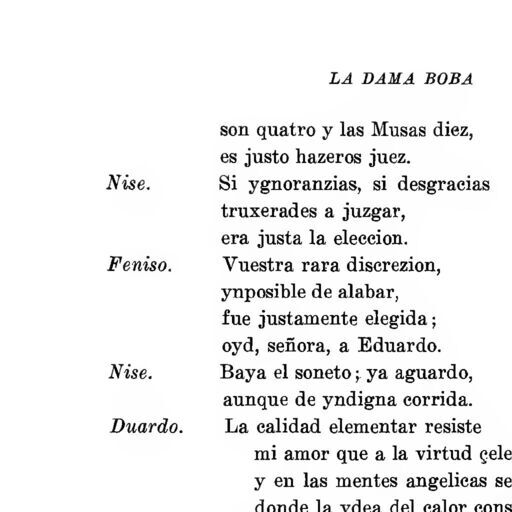 LA DAMA BOBA
son quatro y las Musas diez,
es justo hazeros juez.
Nise. Si ygnoranzias, si desgracias
truxerades a juzgar,
era justa la eleccion.
Feniso. Vuestra rara discrezion,
ynposible de alabar,
fue justamente elegida;
oyd, señora, a Eduardo.
Nise. Baya el soneto; ya aguardo,
aunque de yndigna corrida.
Duardo. La calidad elementar resiste
mi amor que a la virtud çele
y en las mentes angelicas se
donde la ydea del calor cons